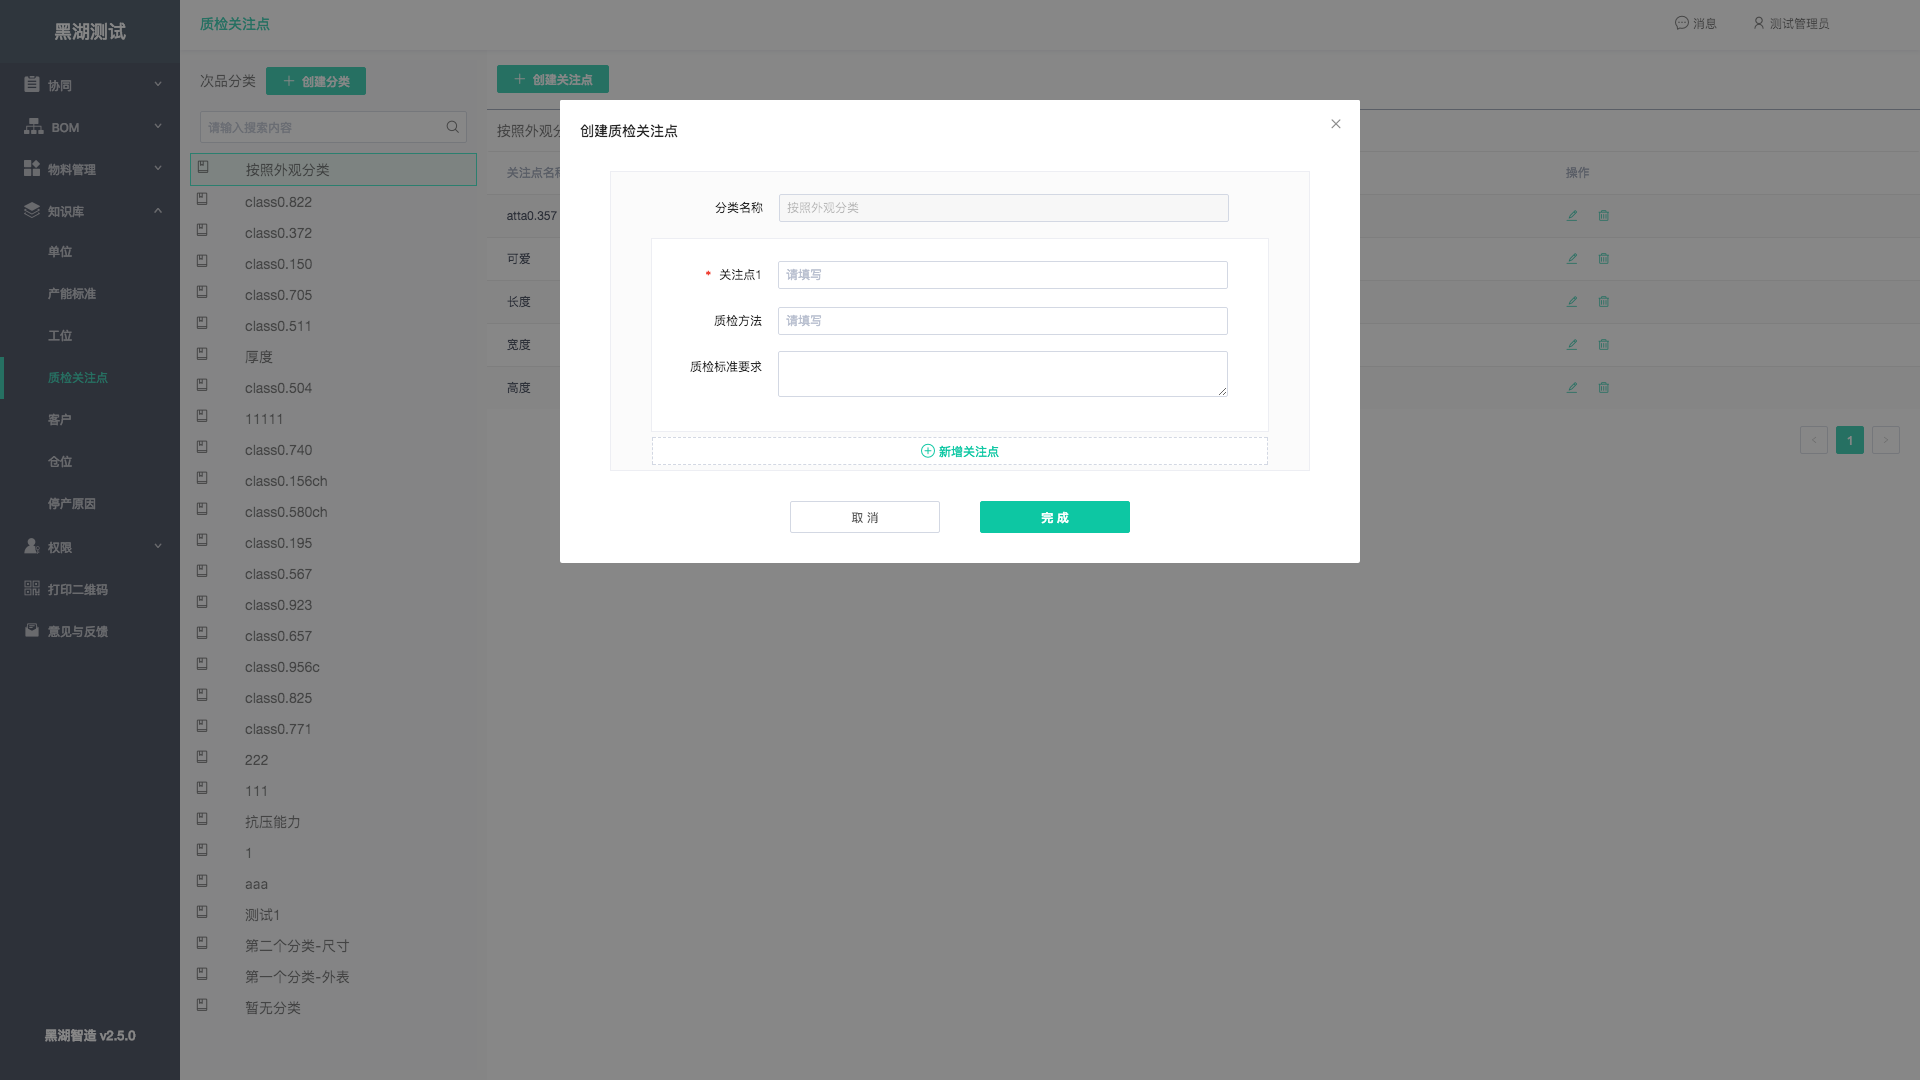 黑湖测试
质检关注点
消息
测试管理员
协同
BOM
物料管理
知识库
单位
产能标准
工位
质检关注点
客户
仓位
停产原因
权限
打印二维码
意见与反馈
黑湖智造 v2.5.0
次品分类
创建分类
请输入搜索内容
按照外观分类
class0.822
class0.372
class0.150
class0.705
class0.511
厚度
class0.504
11111
class0.740
class0.156ch
class0.580ch
class0.195
class0.567
class0.923
class0.657
class0.956c
class0.825
class0.771
222
111
抗压能力
1
aaa
测试1
第二个分类-尺寸
第一个分类-外表
暂无分类
创建关注点
按照外观分
关注点名称
操作
atta0.357
可爱
长度
宽度
高度
1
创建质检关注点
分类名称
按照外观分类
* 关注点1
请填写
质检方法
请填写
质检标准要求
新增关注点
取 消
完 成